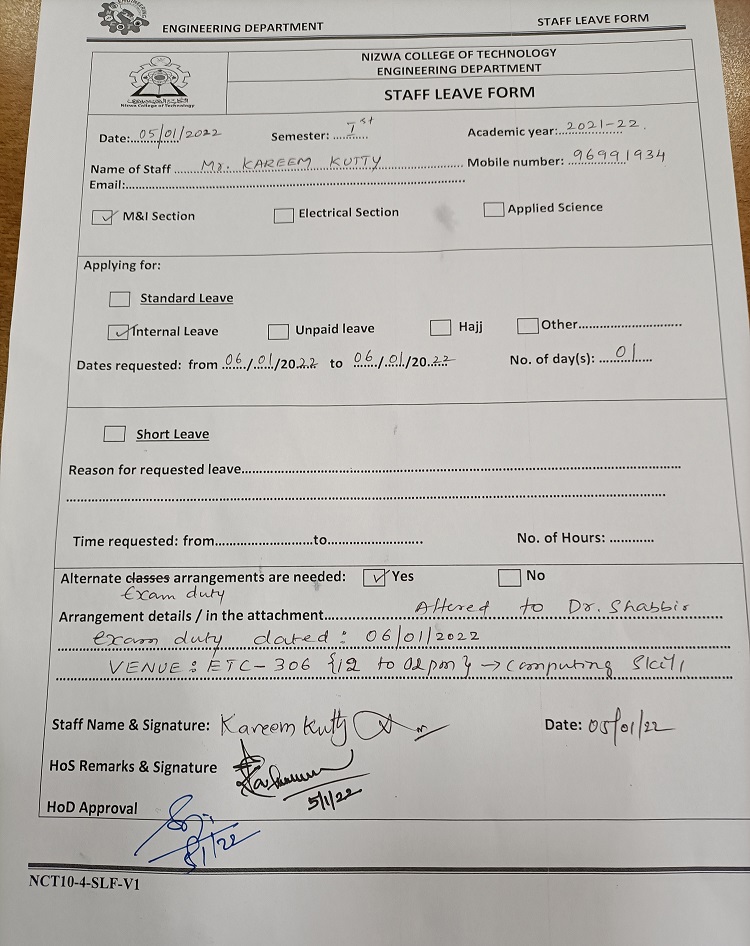 ENGINEERING
ENGINEERING DEPARTMENT STAFF LEAVE FORM
NIZWA COLLEGE OF TECHNOLOGY
ENGINEERING DEPARTMENT
Nizwa College of Technology
STAFF LEAVE FORM
Date: 05/01/2022 Semester: Ist Academic year: 2021-22.
Name of Staff Mr. KAREEM KUTTY Mobile number: 96991934
Email:
M&I Section Electrical Section Applied Science
Applying for:
Standard Leave
Internal Leave Unpaid leave Hajj Other
Dates requested: from 06/01/2022 to 06/01/2022 No. of day(s): 01
Short Leave
Reason for requested leave
Time requested: from to No. of Hours:
Alternate classes arrangements are needed: Yes No
Exam duty
Arrangement details / in the attachment Altered to Dr. Shabbir
exam duty dated: 06/01/2022
VENUE: ETC-306 {12 to 02pm} → Computing Skill
Staff Name & Signature: Kareem Kutty Date: 05/01/22
HoS Remarks & Signature
5/1/22
HoD Approval
5/1/22
NCT10-4-SLF-V1